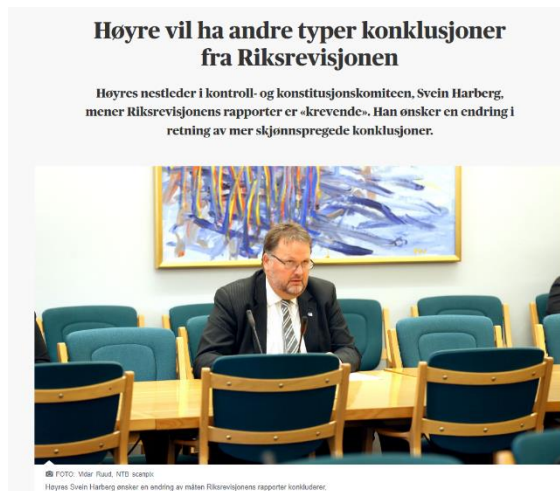 Høyre vil ha andre typer konklusjoner
fra Riksrevisjonen
Høyres nestleder i kontroll- og konstitusjonskomiteen, Svein Harberg,
mener Riksrevisjonens rapporter er «krevende». Han ønsker en endring i
retning av mer skjønnspregede konklusjoner.
FOTO: Vidar Ruud, NTB scanpix
Høyres Svein Harberg ønsker en endring av måten Riksrevisjonens rapporter konkluderer.